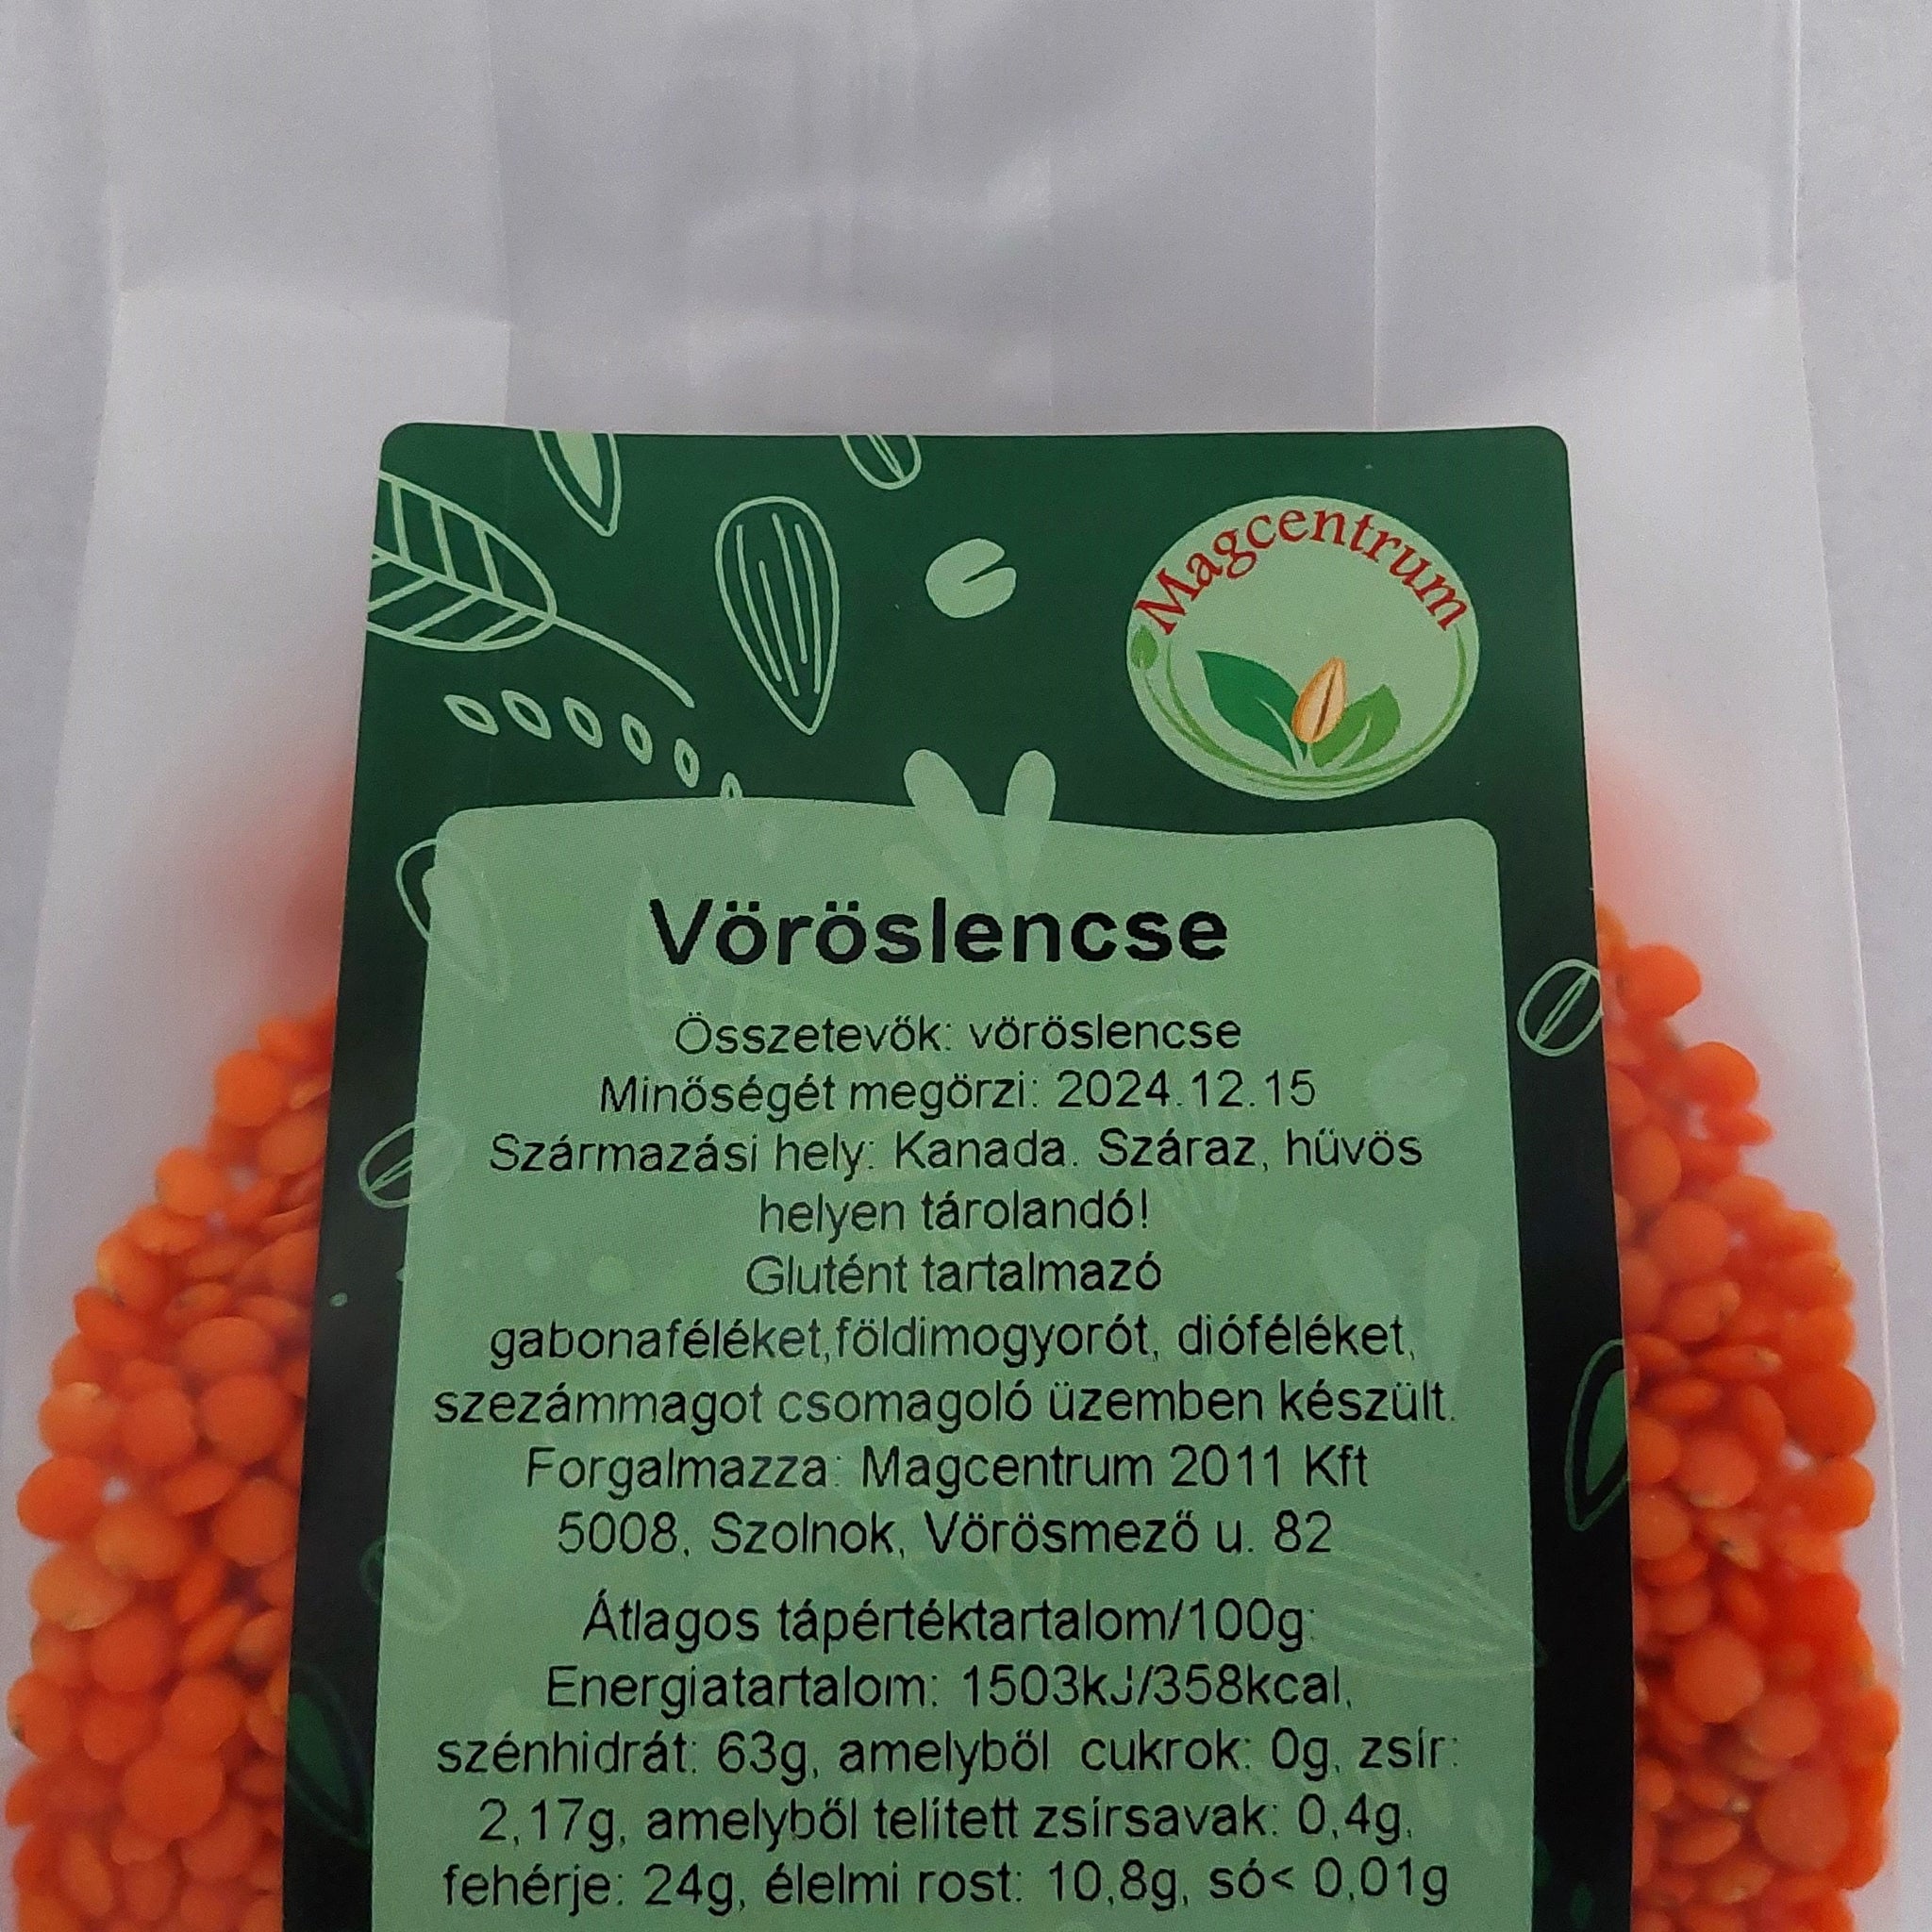 Magcentrum
Vöröslencse
Összetevők: vöröslencse
Minőségét megörzi: 2024.12.15
Származási hely: Kanada. Száraz, hűvös
helyen tárolandó!
Glutént tartalmazó
gabonaféléket,földimogyorót, dióféléket,
szezámmagot csomagoló üzemben készült.
Forgalmazza: Magcentrum 2011 Kft
5008, Szolnok, Vörösmező u. 82
Átlagos tápértéktartalom/100g:
Energiatartalom: 1503kJ/358kcal,
szénhidrát: 63g, amelyből cukrok: 0g, zsír:
2,17g, amelyből telített zsírsavak: 0,4g,
fehérje: 24g, élelmi rost: 10,8g, só< 0,01g